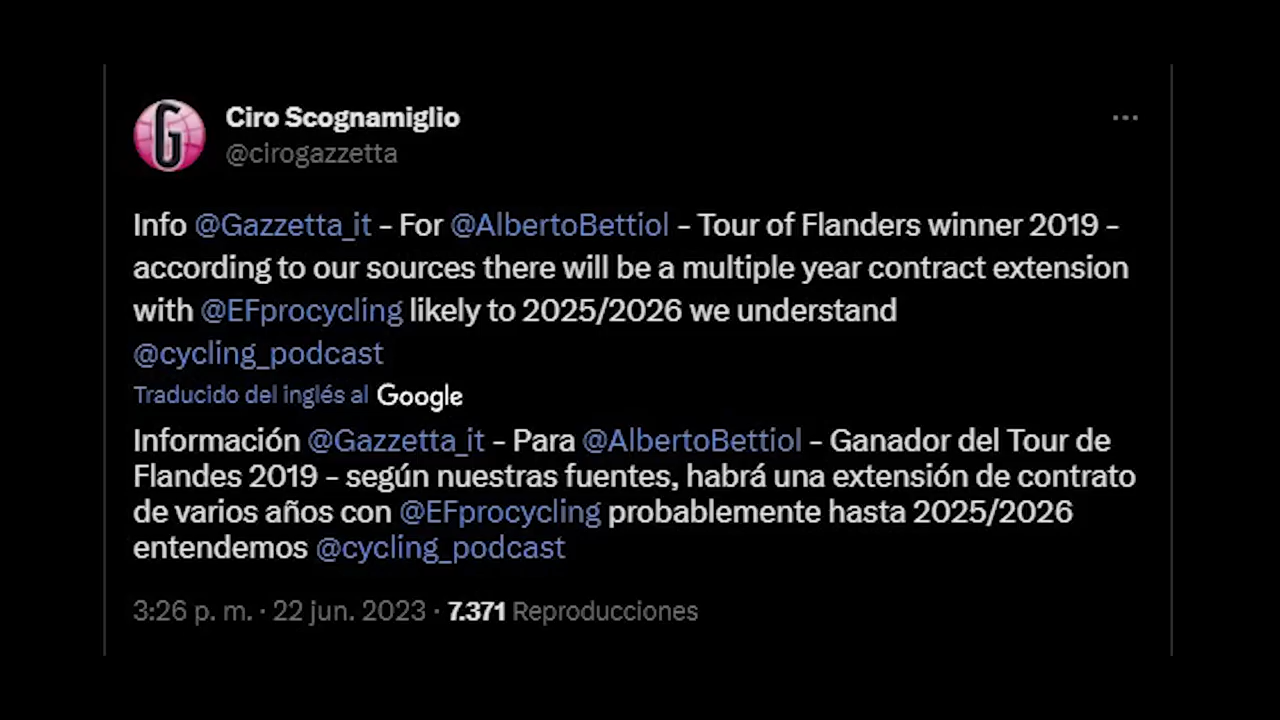 G
Ciro Scognamiglio
@cirogazzetta
Info @Gazzetta_it - For @AlbertoBettiol - Tour of Flanders winner 2019 -
according to our sources there will be a multiple year contract extension
with @EFprocycling likely to 2025/2026 we understand
@cycling_podcast
Traducido del inglés al Google
Información @Gazzetta_it - Para @AlbertoBettiol - Ganador del Tour de
Flandes 2019 - según nuestras fuentes, habrá una extensión de contrato
de varios años con @EFprocycling probablemente hasta 2025/2026
entendemos @cycling_podcast
3:26 p. m. · 22 jun. 2023 · 7.371 Reproducciones